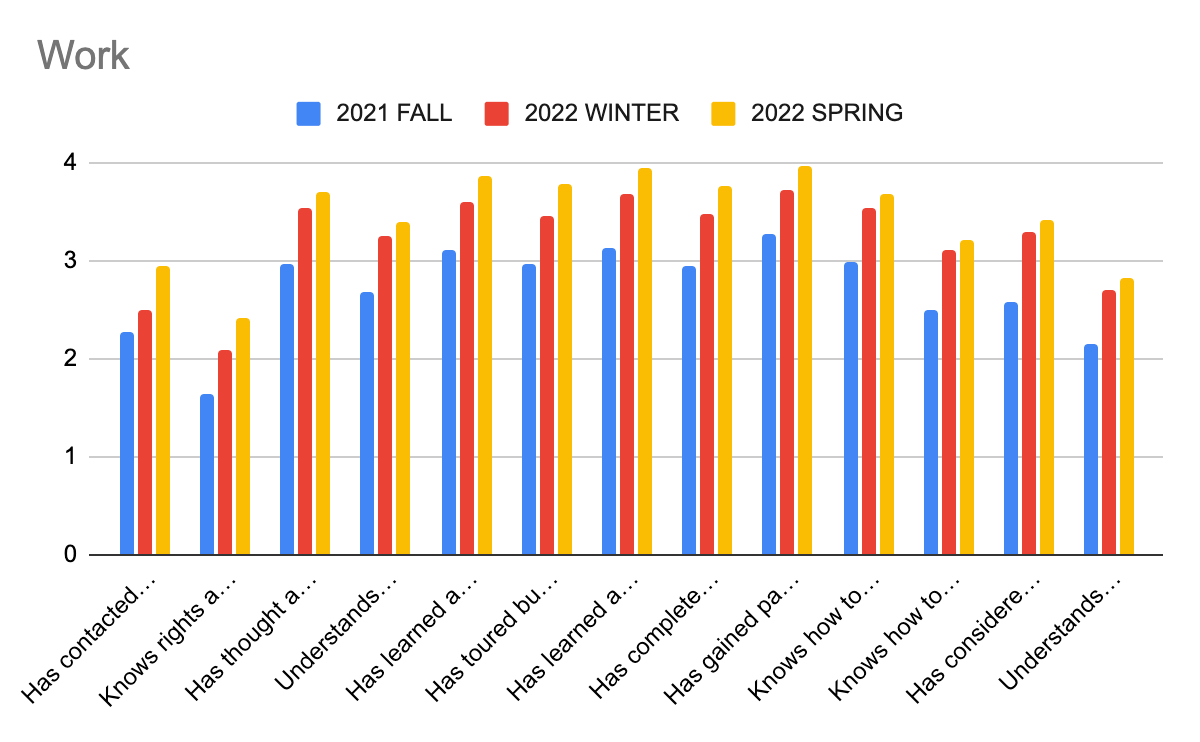 Work
2021 FALL 2022 WINTER 2022 SPRING
4
3
2
1
0
Has contacted…
Knows rights a…
Has thought a…
Understands…
Has learned a…
Has toured bu…
Has learned a…
Has complete…
Has gained pa…
Knows how to…
Knows how to…
Has considere…
Understands…